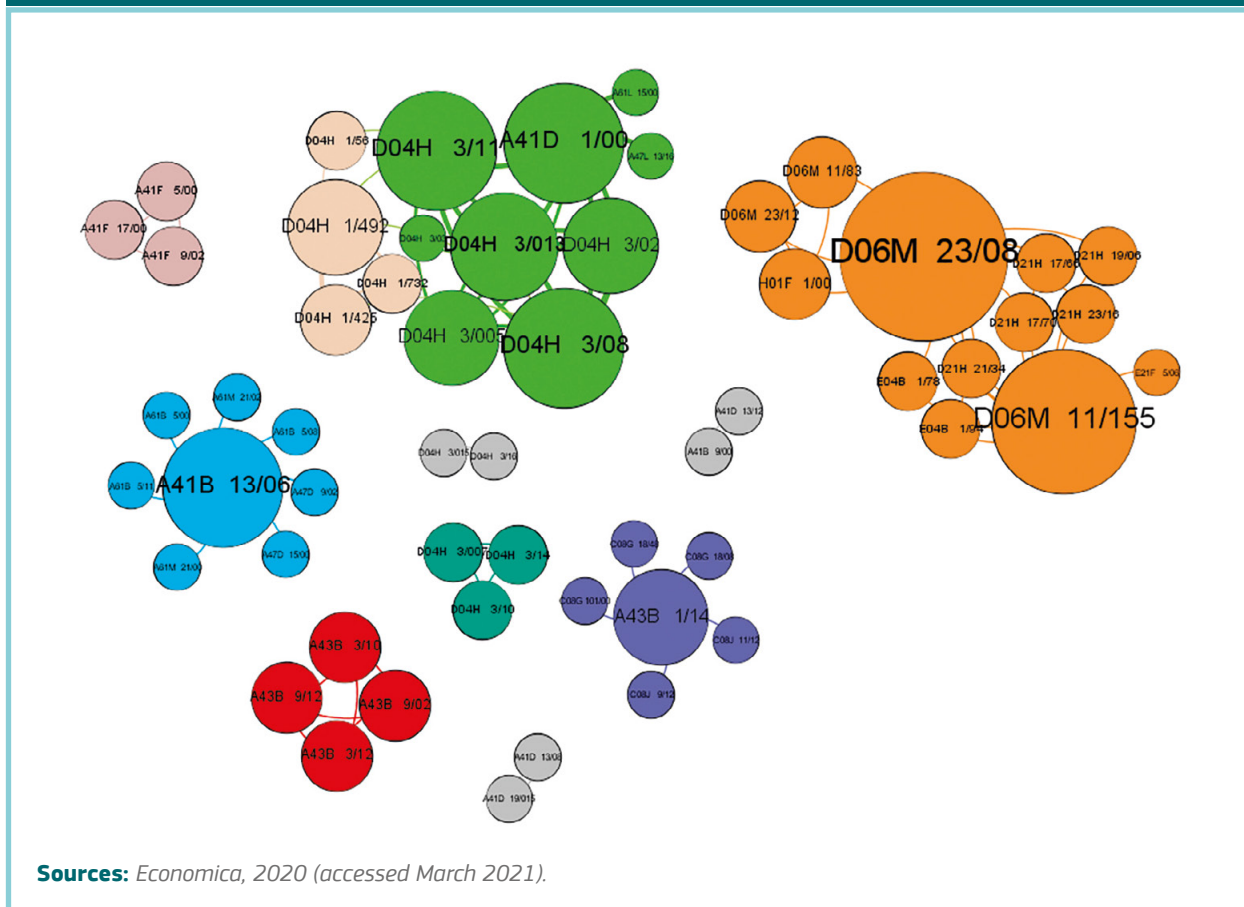 A61L 15/00
D04H 1/56
D04H 3/11
A41D 1/00
A47L 13/16
A41F 5/00
A41F 17/00
A41F 9/02
D04H 1/492
D04H 3/03
D04H 3/013
D04H 3/02
D04H 1/732
D04H 1/425
D04H 3/005
D04H 3/08
D06M 11/83
D06M 23/12
D06M 23/08
H01F 1/00
D21H 17/66
D21H 19/06
D21H 17/70
D21H 23/16
D21H 21/34
E04B 1/78
E21F 5/06
E04B 1/94
D06M 11/155
A61M 21/02
A61B 5/00
A61B 5/08
A61B 5/11
A41B 13/06
A47D 9/02
A47D 15/00
A61M 21/00
D04H 3/015
D04H 3/16
A41D 13/12
A41B 9/00
D04H 3/007
D04H 3/14
D04H 3/10
C08G 18/48
C08G 18/08
C08G 101/00
A43B 1/14
C08J 11/12
C08J 9/12
A43B 3/10
A43B 9/12
A43B 9/02
A43B 3/12
A41D 13/08
A41D 19/015
Sources: Economica, 2020 (accessed March 2021).